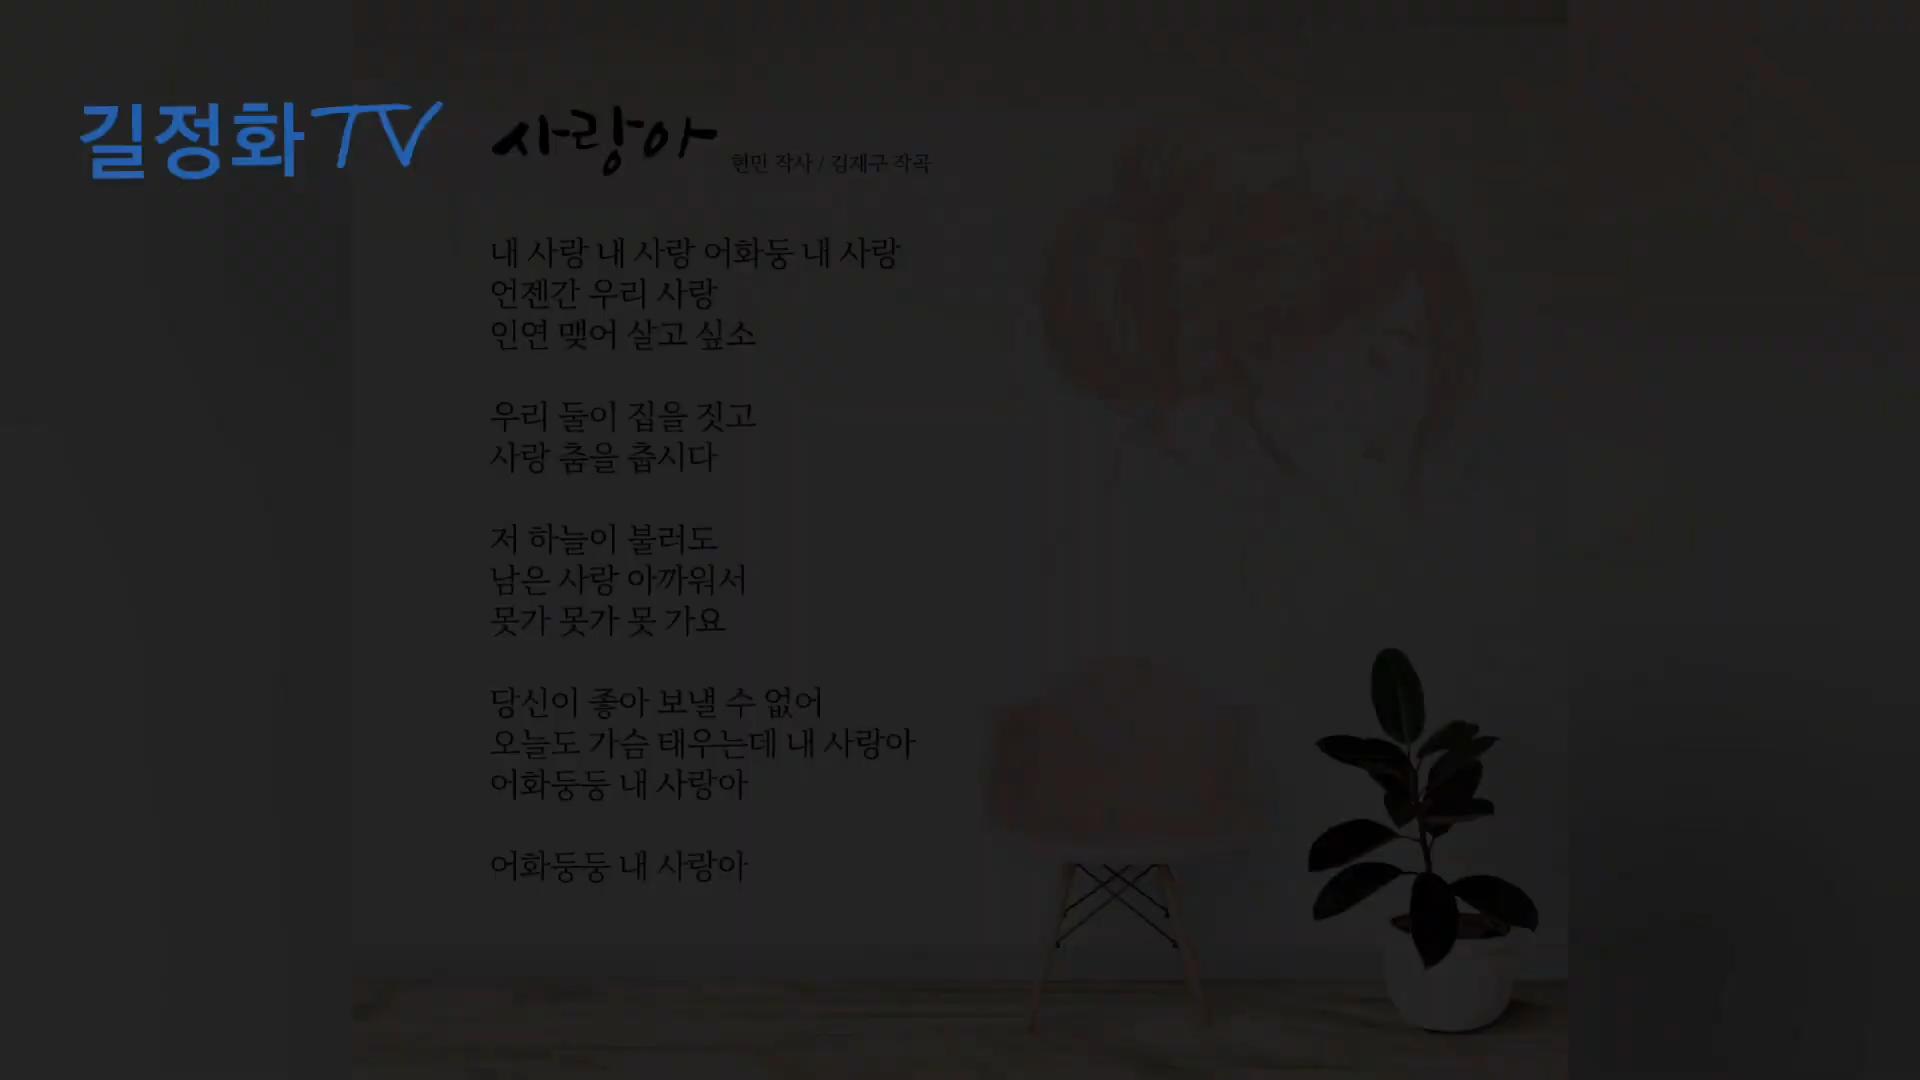 길정화TV
사랑아
현민 작사 / 김재구 작곡
내 사랑 내 사랑 어화둥 내 사랑
언젠간 우리 사랑
인연 맺어 살고 싶소
우리 둘이 집을 짓고
사랑 춤을 춥시다
저 하늘이 불러도
남은 사랑 아까워서
못가 못가 못 가요
당신이 좋아 보낼 수 없어
오늘도 가슴 태우는데 내 사랑아
어화둥둥 내 사랑아
어화둥둥 내 사랑아